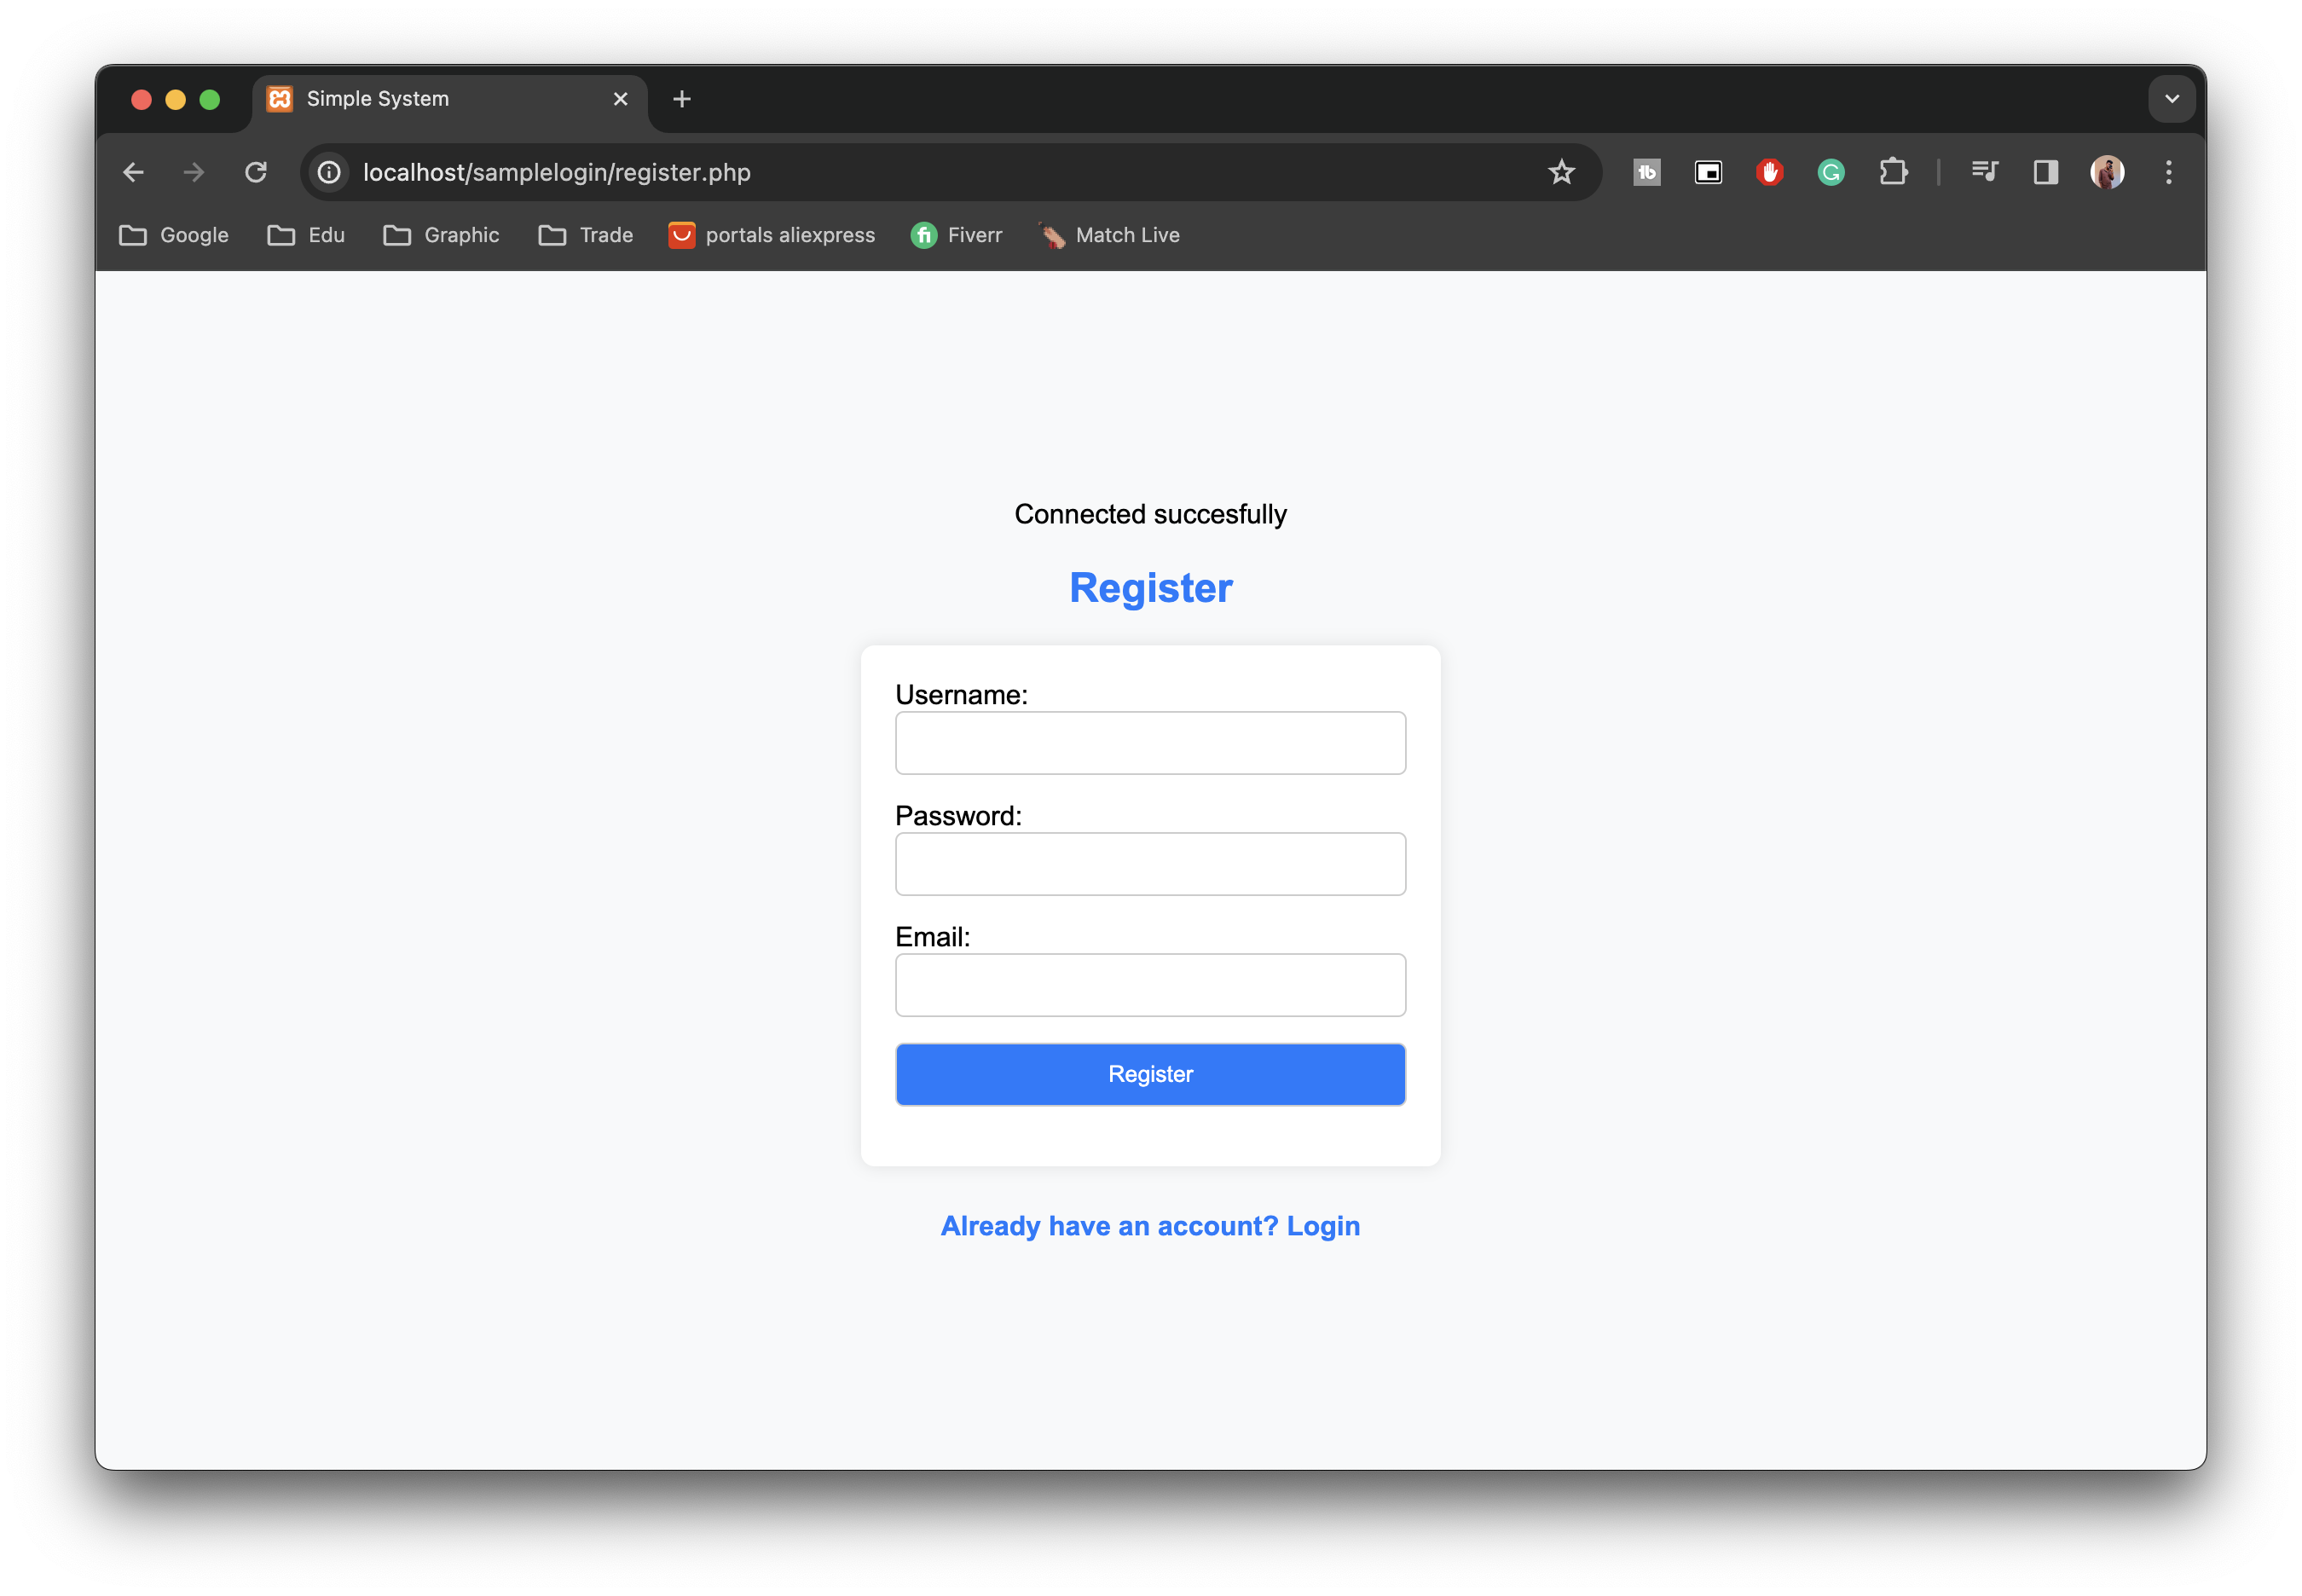 Simple System
localhost/samplelogin/register.php
Google Edu Graphic Trade portals aliexpress Fiverr Match Live
Connected succesfully
Register
Username:
Password:
Email:
Register
Already have an account? Login